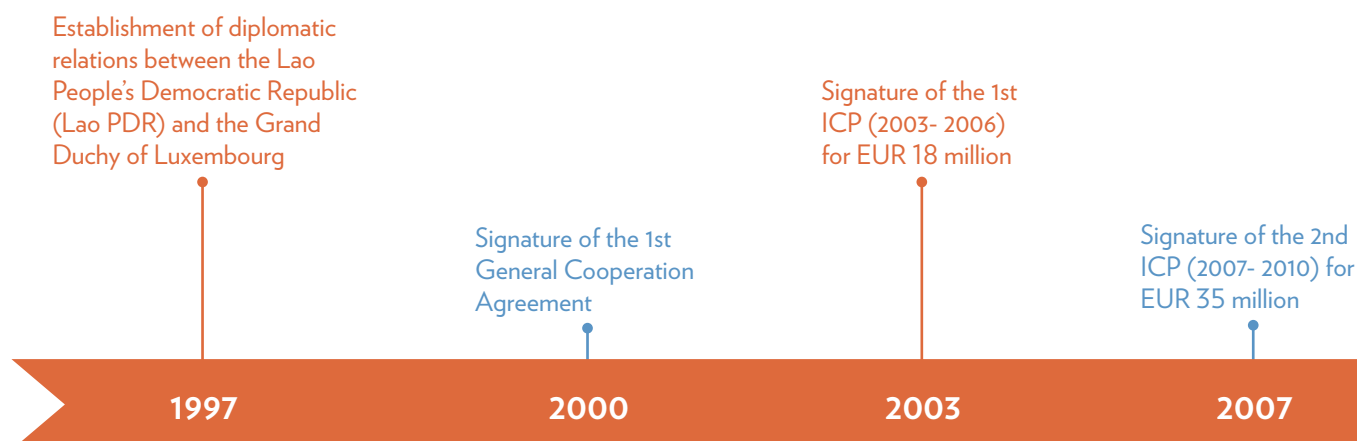 Establishment of diplomatic
relations between the Lao
People's Democratic Republic
(Lao PDR) and the Grand
Duchy of Luxembourg
Signature of the 1st
General Cooperation
Agreement
Signature of the 1st
ICP (2003- 2006)
for EUR 18 million
Signature of the 2nd
ICP (2007- 2010) for
EUR 35 million
1997
2000
2003
2007